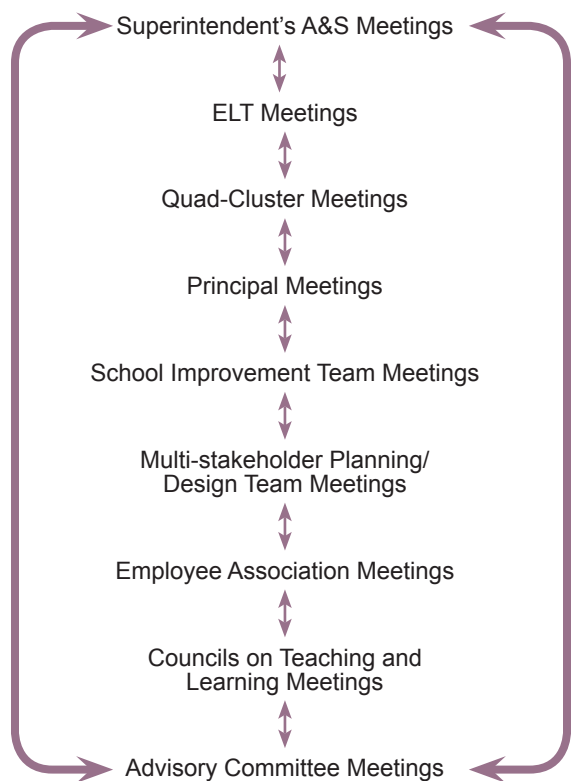 Superintendent’s A&S Meetings
ELT Meetings
Quad-Cluster Meetings
Principal Meetings
School Improvement Team Meetings
Multi-stakeholder Planning/
Design Team Meetings
Employee Association Meetings
Councils on Teaching and
Learning Meetings
Advisory Committee Meetings